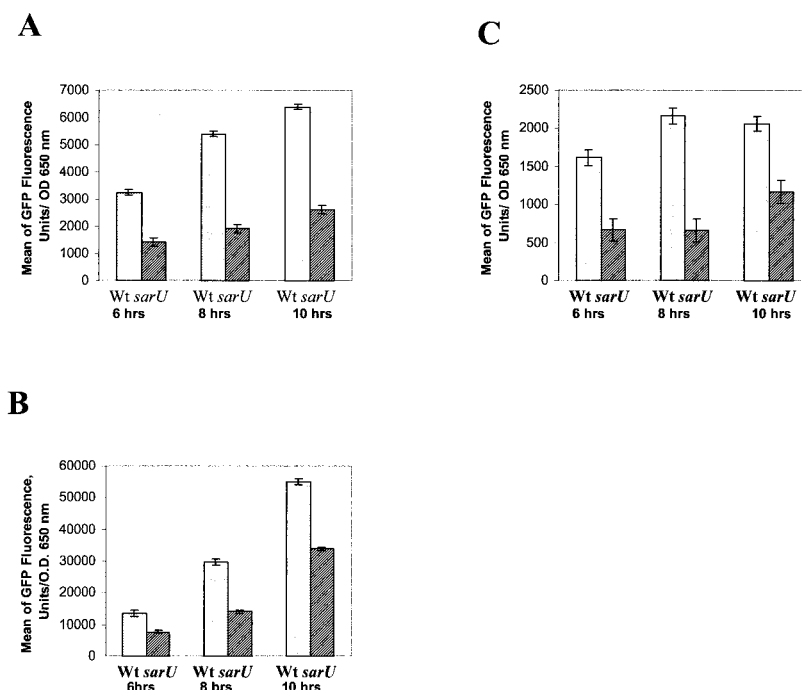 A
Mean of GFP Fluorescence
Units/ OD 650 nm
7000
6000
5000
4000
3000
2000
1000
0
Wt sarU Wt sarU Wt sarU
6 hrs 8 hrs 10 hrs
C
Mean of GFP Fluorescence
Units/ OD 650 nm
2500
2000
1500
1000
500
0
Wt sarU Wt sarU Wt sarU
6 hrs 8 hrs 10 hrs
B
Mean of GFP Fluorescence,
Units/O.D. 650 nm
60000
50000
40000
30000
20000
10000
0
Wt sarU Wt sarU Wt sarU
6hrs 8 hrs 10 hrs